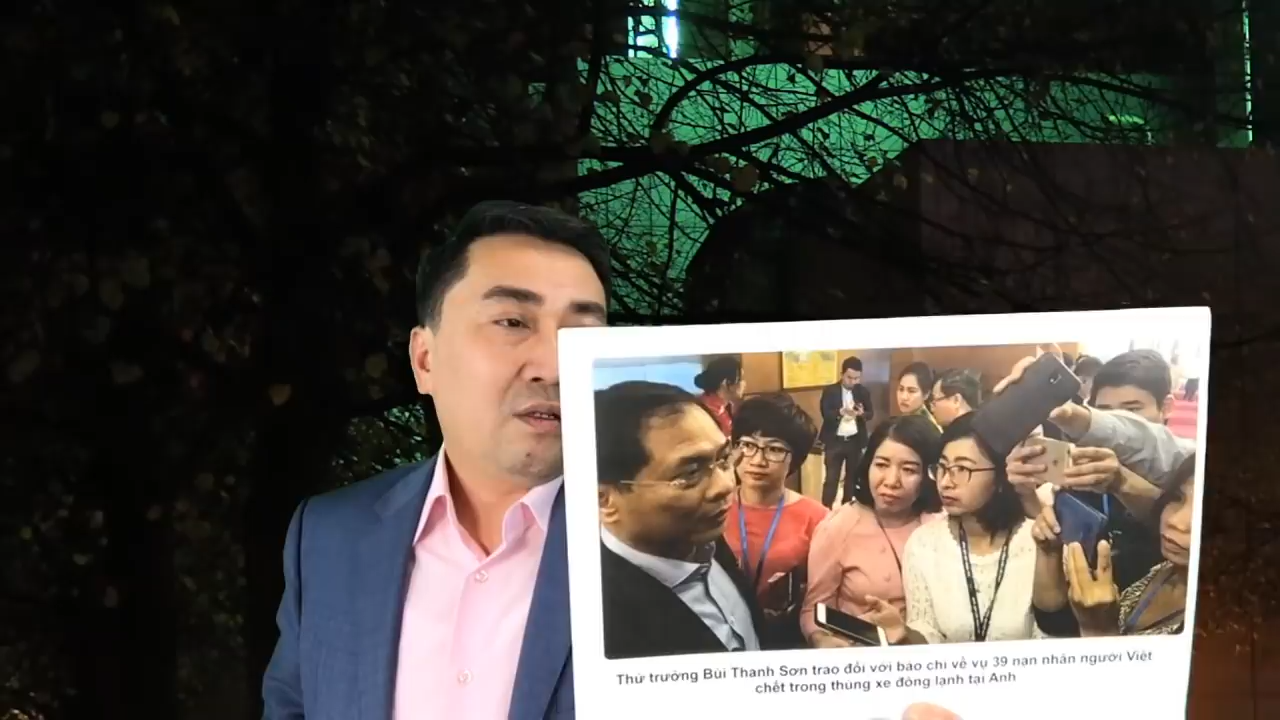 Thứ trưởng Bùi Thanh Sơn trao đổi với báo chí về vụ 39 nạn nhân người Việt
chết trong thùng xe đông lạnh tại Anh